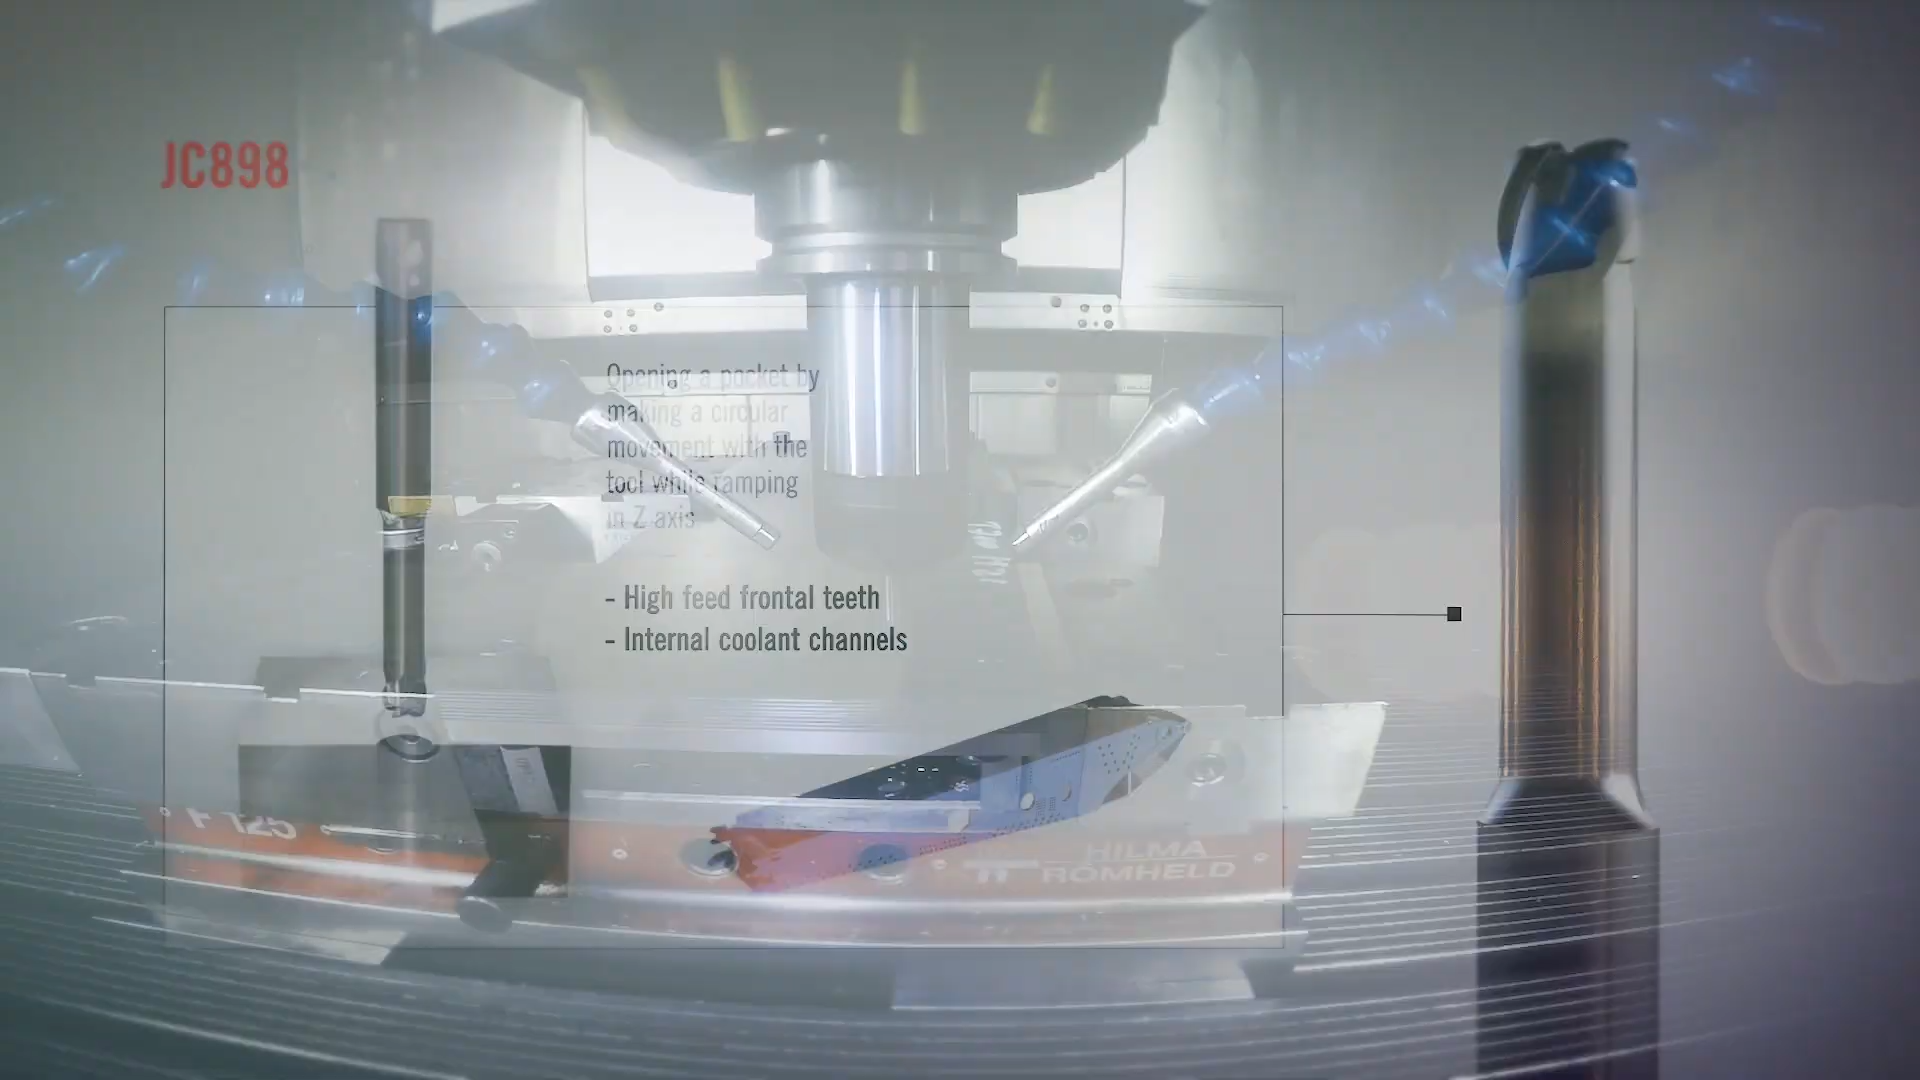 JC898
Opening a pocket by
making a circular
movement with the
tool while ramping
in Z axis
- High feed frontal teeth
- Internal coolant channels
F 125
HILMA
ROMHELD